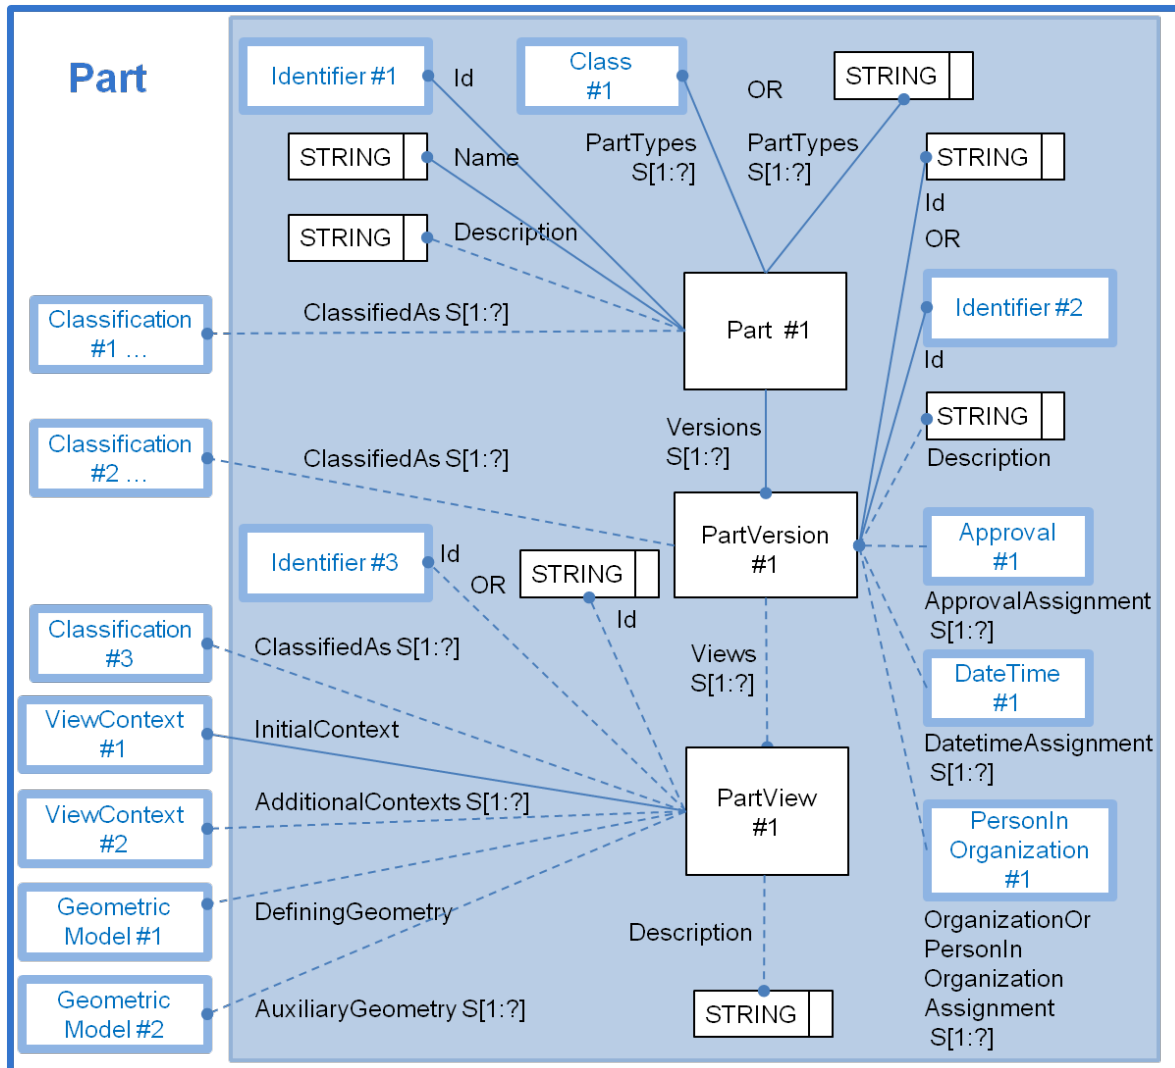 Part
Identifier #1
Id
Class
#1
OR
STRING
STRING
Name
PartTypes
S[1:?]
PartTypes
S[1:?]
STRING
Id
OR
STRING
Description
ClassifiedAs S[1:?]
Classification
#1 ...
Part #1
Identifier #2
Id
STRING
Description
Versions
S[1:?]
Classification
#2 ...
ClassifiedAs S[1:?]
PartVersion
#1
Approval
#1
ApprovalAssignment
S[1:?]
Identifier #3
Id
OR
STRING
Id
Classification
#3
ClassifiedAs S[1:?]
Views
S[1:?]
DateTime
#1
DatetimeAssignment
S[1:?]
ViewContext
#1
InitialContext
PartView
#1
ViewContext
#2
AdditionalContexts S[1:?]
PersonIn
Organization
#1
OrganizationOr
PersonIn
Organization
Assignment
S[1:?]
Geometric
Model #1
DefiningGeometry
Description
Geometric
Model #2
AuxiliaryGeometry S[1:?]
STRING